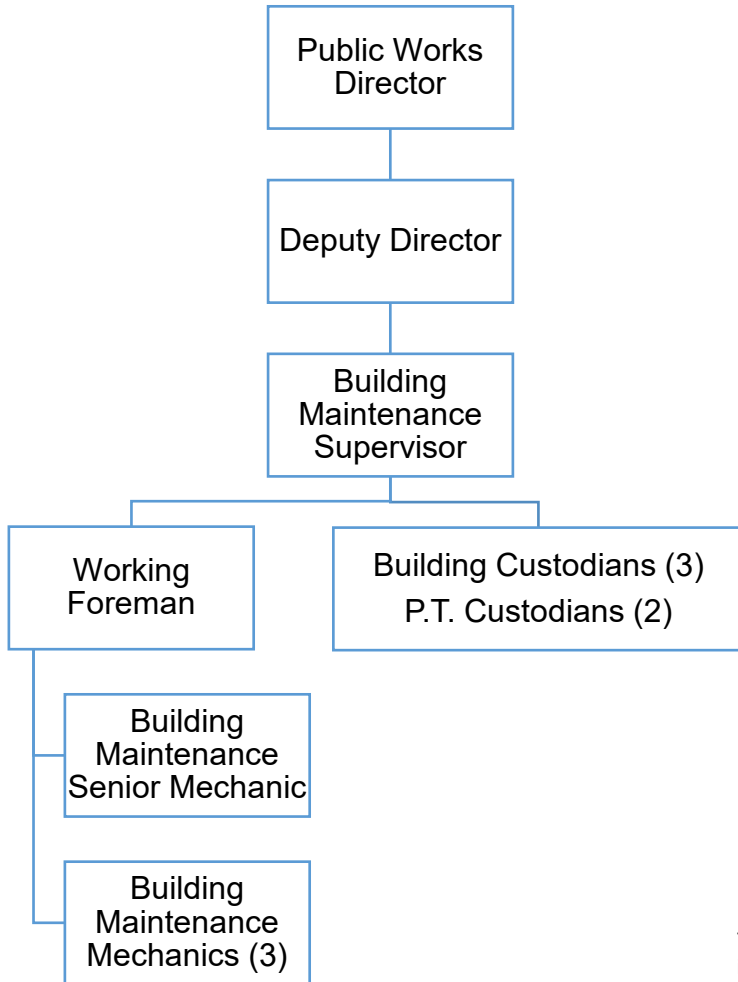 Public Works
Director
Deputy Director
Building
Maintenance
Supervisor
Working
Foreman
Building Custodians (3)
P.T. Custodians (2)
Building
Maintenance
Senior Mechanic
Building
Maintenance
Mechanics (3)